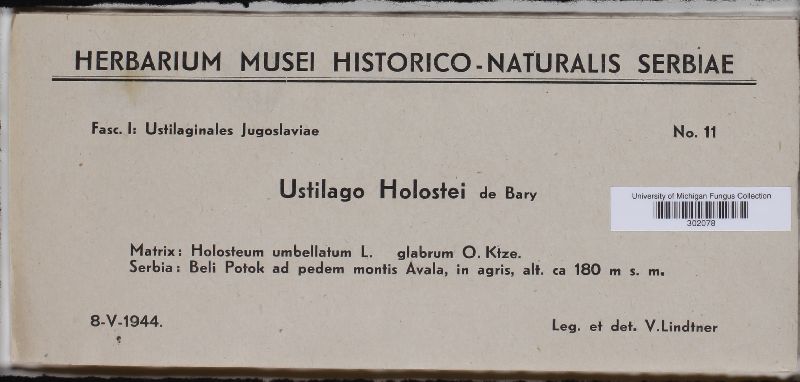 HERBARIUM MUSEI HISTORICO-NATURALIS SERBIAE
Fasc. I: Ustilaginales Jugoslaviae No. 11
Ustilago Holostei de Bary
University of Michigan Fungus Collection
302078
Matrix: Holosteum umbellatum L. glabrum O. Ktze.
Serbia: Beli Potok ad pedem montis Avala, in agris, alt. ca 180 m s. m.
8-V-1944. Leg. et det. V. Lindtner